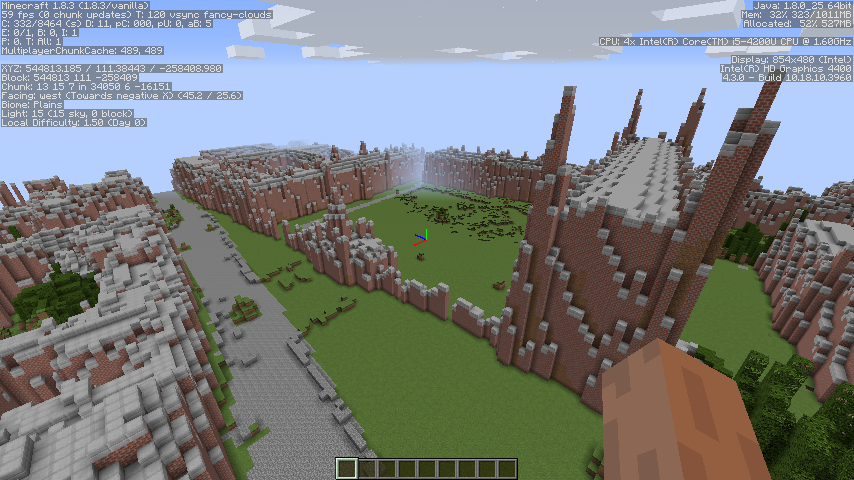 Minecraft 1.8.3 (1.8.3/vanilla)
59 fps (0 chunk updates) T: 120 vsync fancy-clouds
C: 332/8464 (s) D: 11, pC: 000, pU: 0, aB: 5
E: 0/1, B: 0, I: 1
P: 0. T: All: 1
MultiplayerChunkCache: 489, 489
XYZ: 544813.185 / 111.38443 / -258408.980
Block: 544813 111 -258409
Chunk: 13 15 7 in 34050 6 -16151
Facing: west (Towards negative X) (45.2 / 25.6)
Biome: Plains
Light: 15 (15 sky, 0 block)
Local Difficulty: 1.50 (Day 0)
Java: 1.8.0_25 64bit
Mem: 32% 323/1011MB
Allocated: 52% 527MB
CPU: 4x Intel(R) Core(TM) i5-4200U CPU @ 1.60GHz
Display: 854x480 (Intel)
Intel(R) HD Graphics 4400
4.3.0 - Build 10.18.10.3960